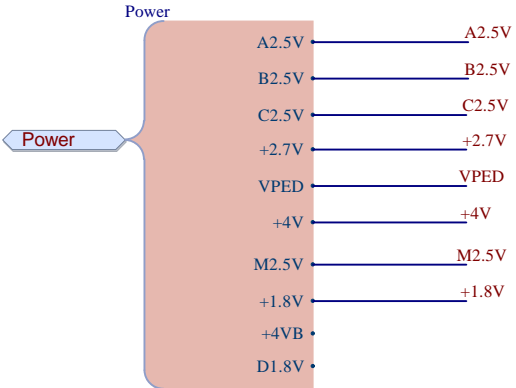 Power
A2.5V A2.5V
B2.5V B2.5V
C2.5V C2.5V
+2.7V +2.7V
Power
VPED VPED
+4V +4V
M2.5V M2.5V
+1.8V +1.8V
+4VB
D1.8V